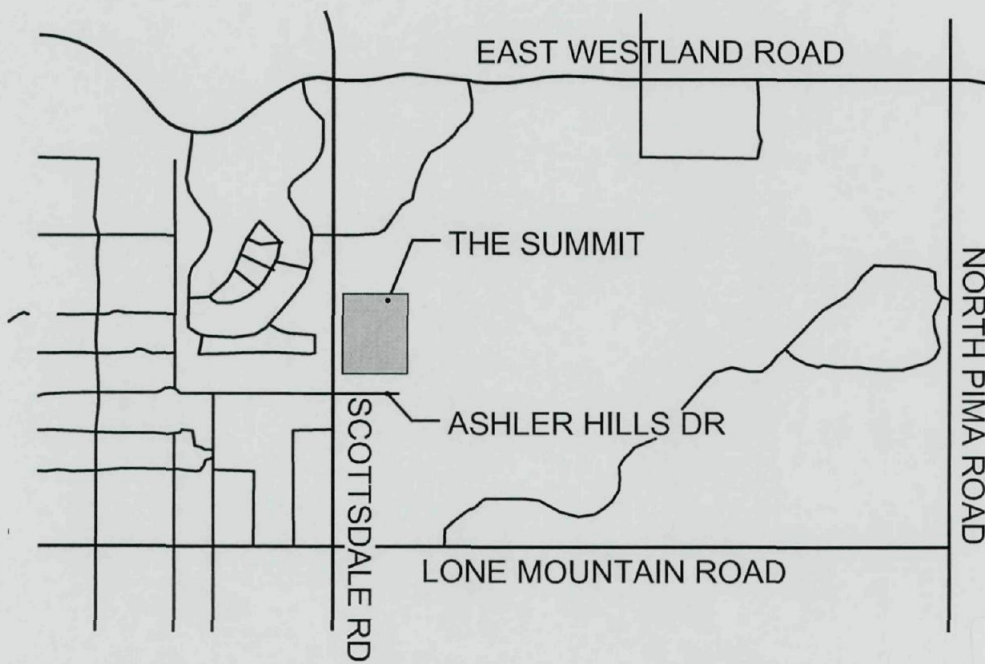 EAST WESTLAND ROAD
THE SUMMIT
NORTH PIMA ROAD
ASHLER HILLS DR
SCOTTSDALE RD
LONE MOUNTAIN ROAD